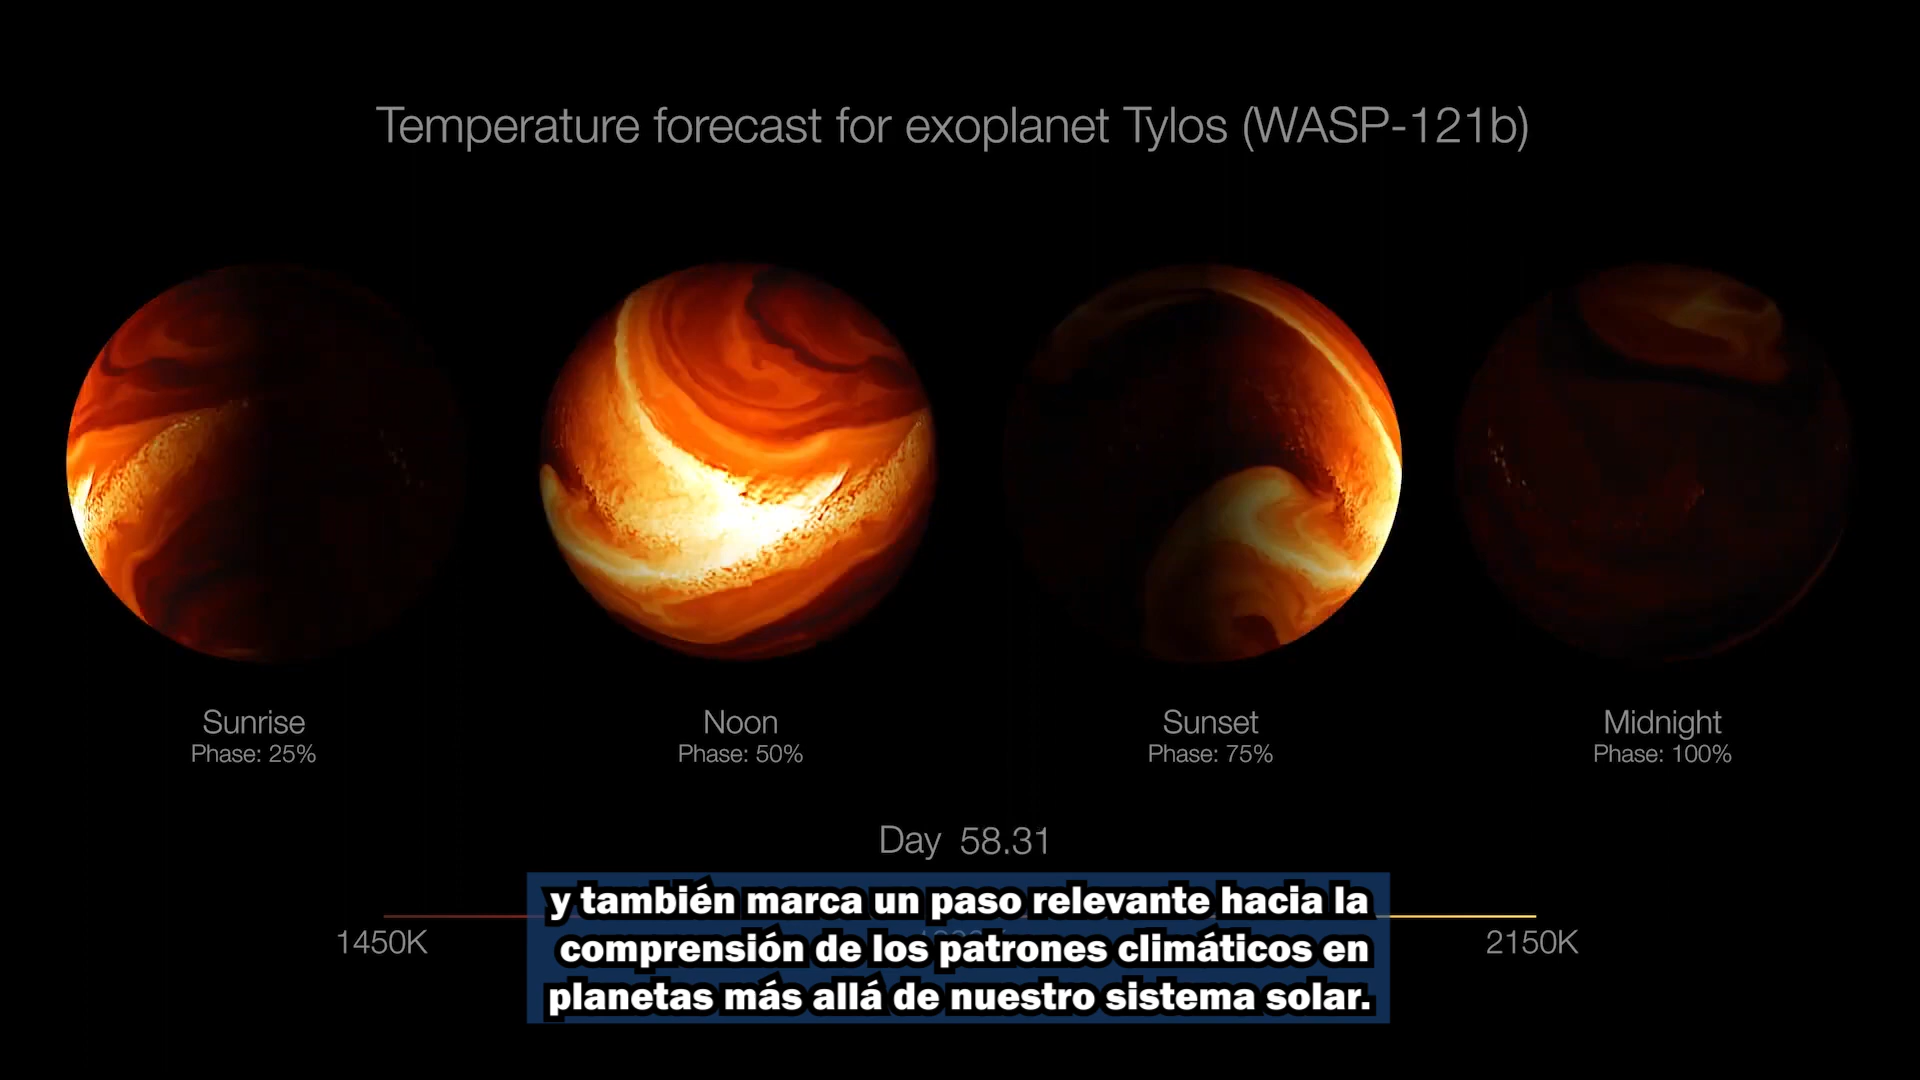 Temperature forecast for exoplanet Tylos (WASP-121b)
Sunrise
Phase: 25%
Noon
Phase: 50%
Sunset
Phase: 75%
Midnight
Phase: 100%
Day 58.31
y también marca un paso relevante hacia la
comprensión de los patrones climáticos en
planetas más allá de nuestro sistema solar.
1450K
2150K